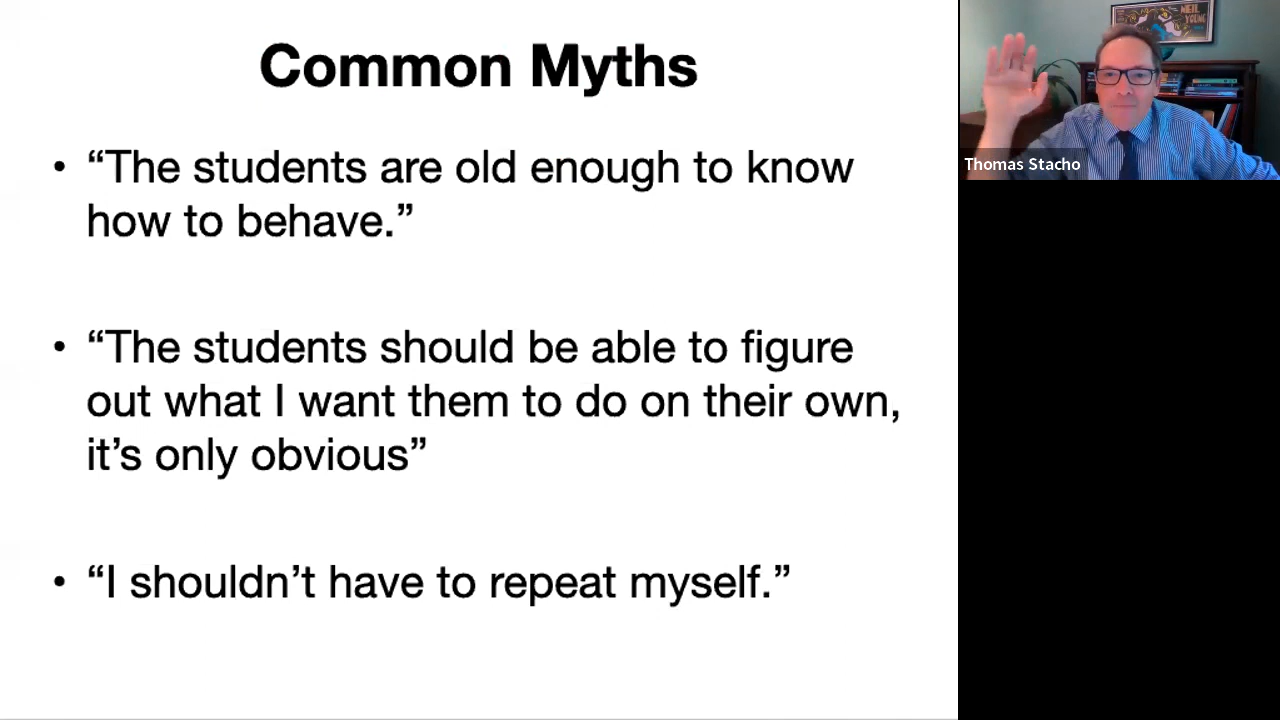 Common Myths
• “The students are old enough to know
how to behave.”
• “The students should be able to figure
out what I want them to do on their own,
it’s only obvious”
• “I shouldn’t have to repeat myself.”
NEIL
YOUNG
Thomas Stacho